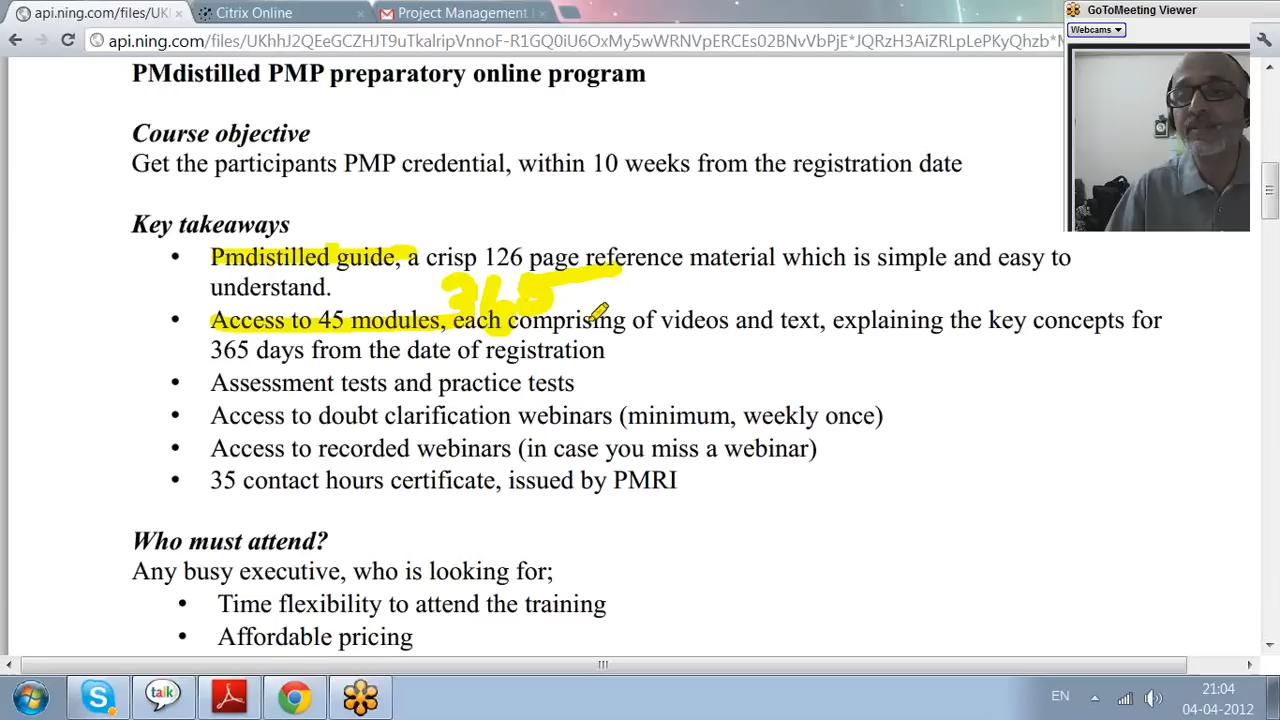 api.ning.com/files/UKI
Citrix Online
Project Management
GoToMeeting Viewer
api.ning.com/files/UKhhJ2QEeGCZH
Webcams
PMdistilled PMP preparatory online program
Course objective
Get the participants PMP credential, within 10 weeks from the registration date
Key takeaways
• Pmdistilled guide, a crisp 126 page reference material which is simple and easy to
understand.
365
• Access to 45 modules, each comprising of videos and text, explaining the key concepts for
365 days from the date of registration
• Assessment tests and practice tests
• Access to doubt clarification webinars (minimum, weekly once)
• Access to recorded webinars (in case you miss a webinar)
• 35 contact hours certificate, issued by PMRI
Who must attend?
Any busy executive, who is looking for;
• Time flexibility to attend the training
• Affordable pricing
talk
EN
21:04
04-04-2012